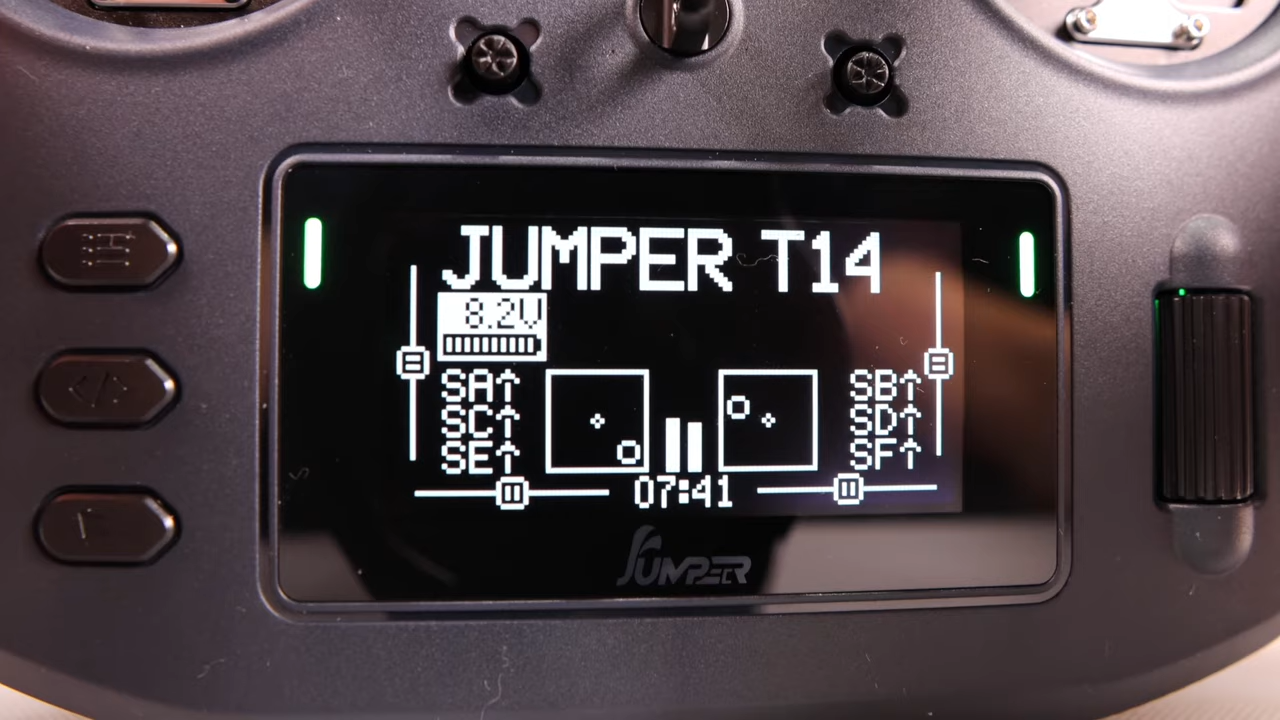 JUMPER T14
8.2V
SA↑ SB↑
SC↑ SD↑
SE↑ SF↑
07:41
JUMPER